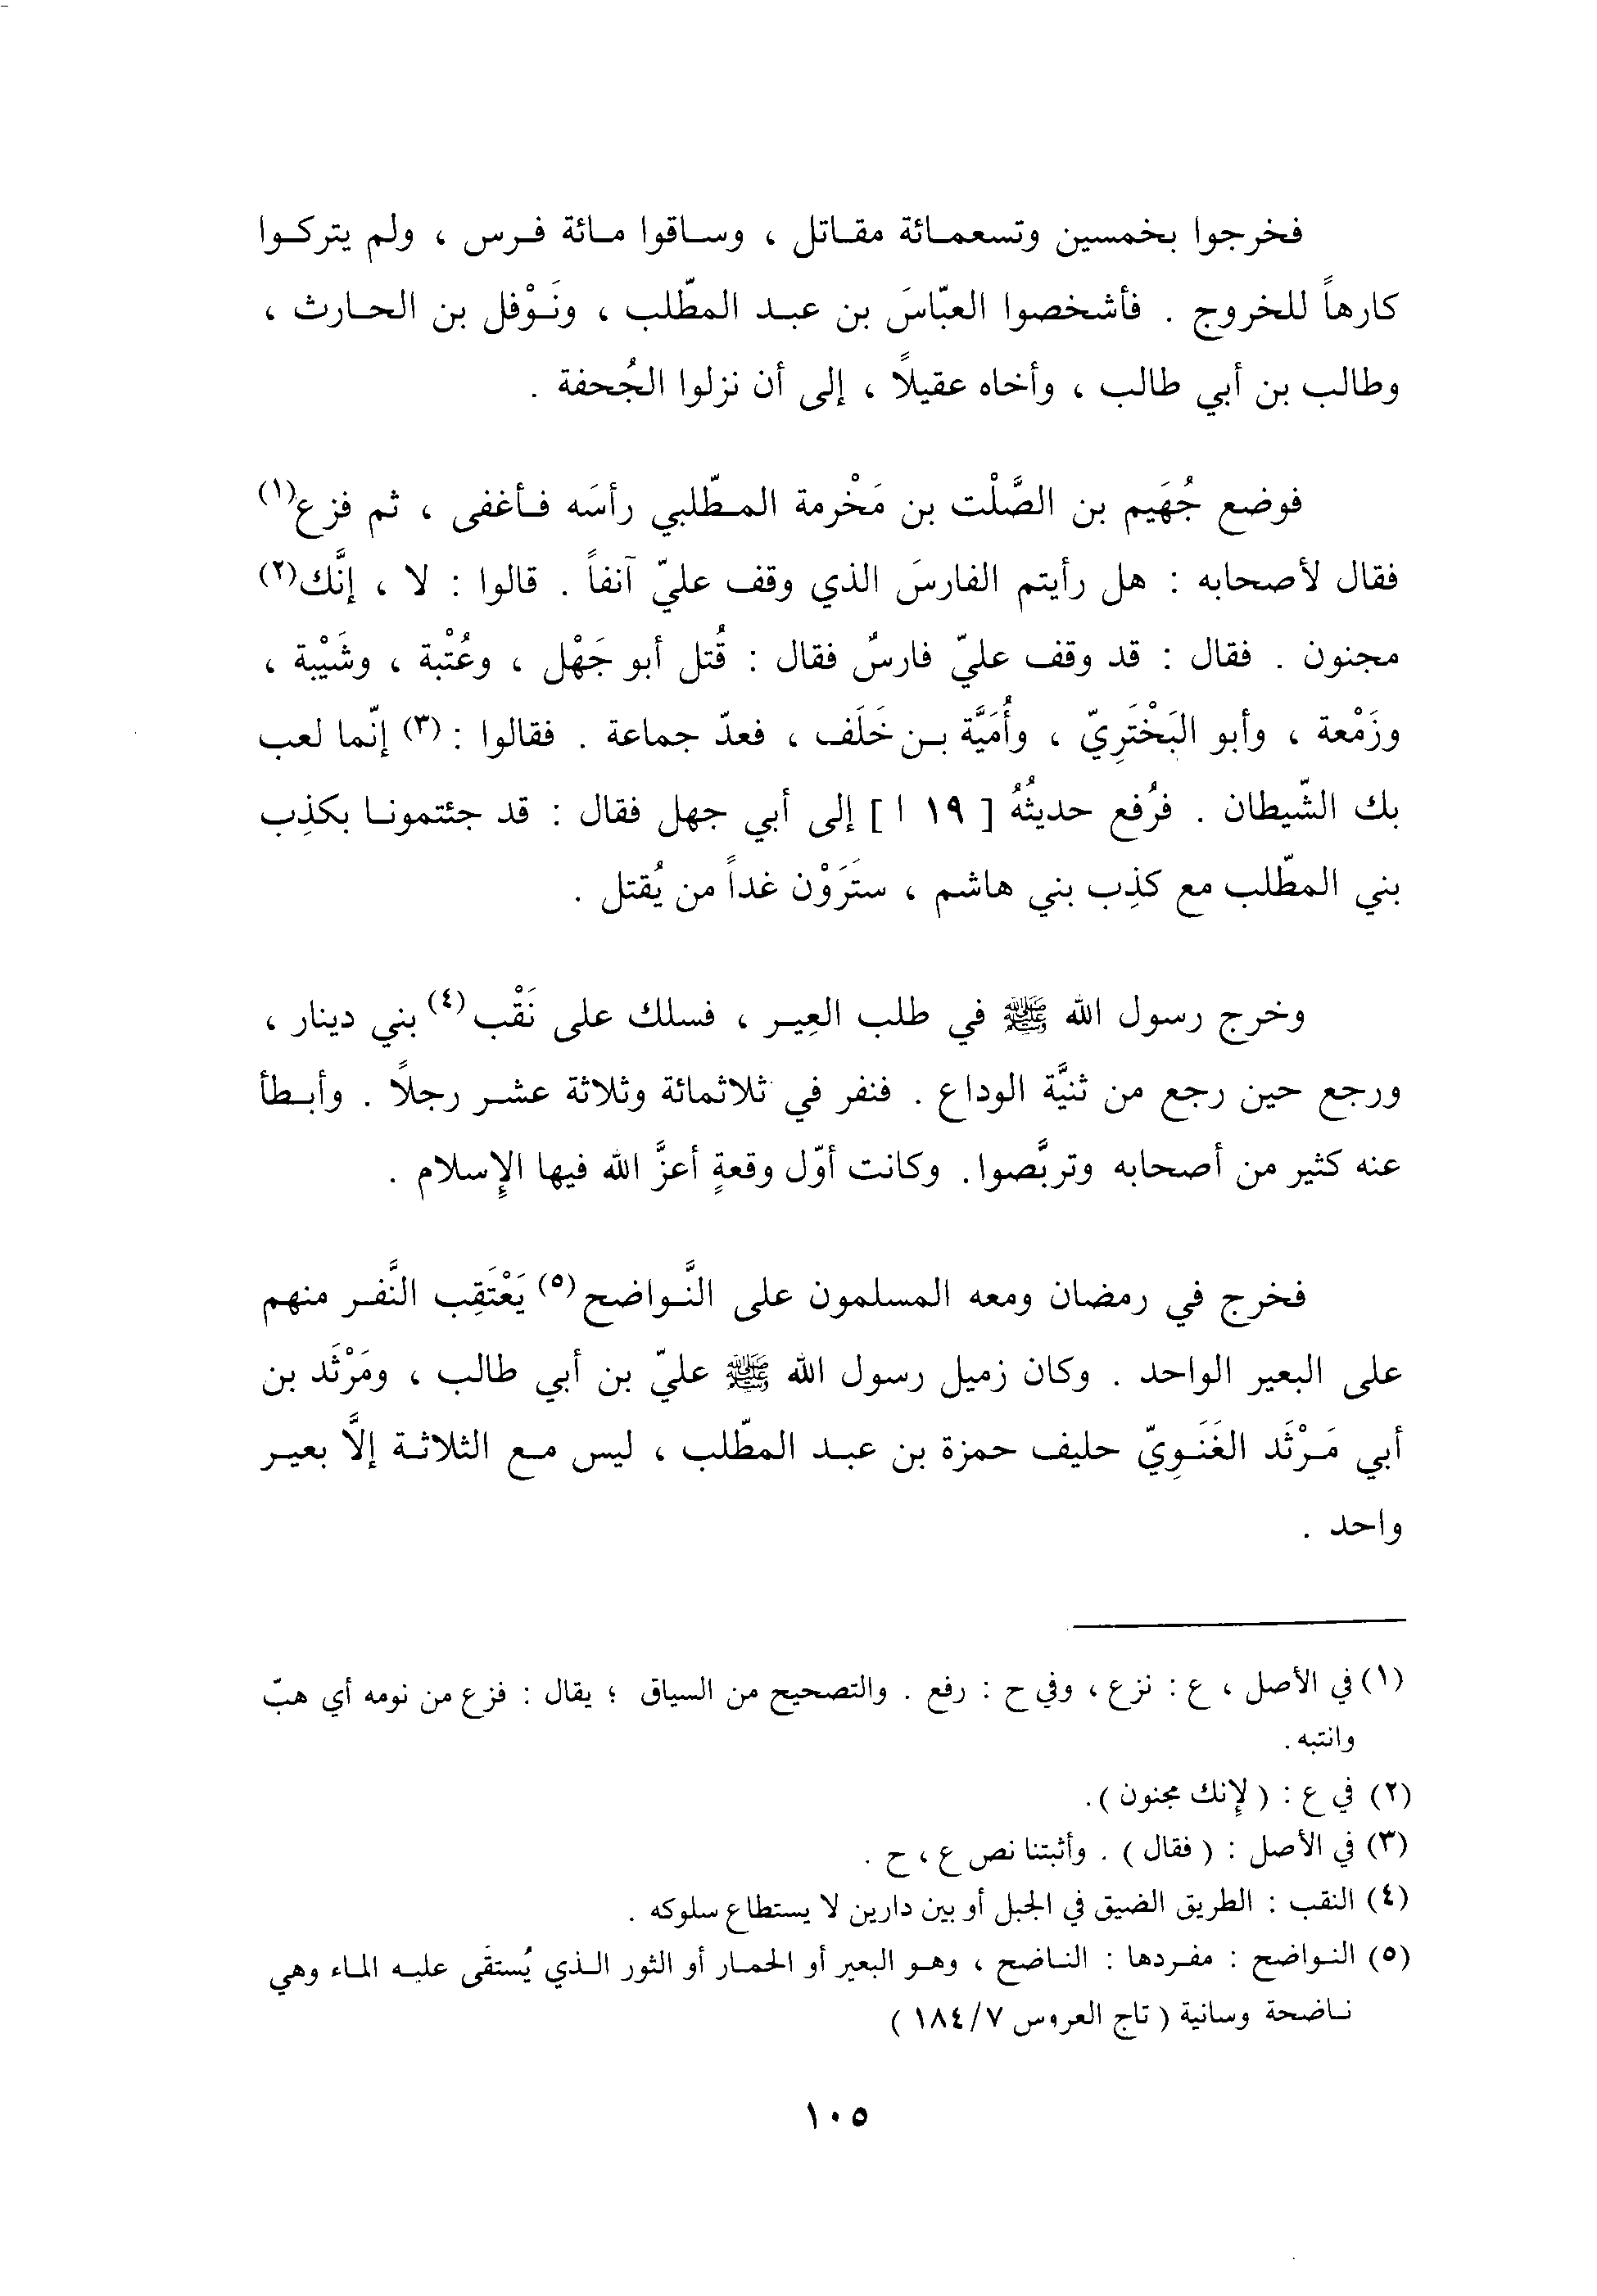 فخرجوا بخمسين وتسعمائة مقاتل ، وساقوا مائة فرس ، ولم يتركوا
كارهاً للخروج . فأشخصوا العبّاسَ بن عبد المطّلب ، ونَوْفل بن الحارث ،
وطالب بن أبي طالب ، وأخاه عقيلاً ، إلى أن نزلوا الجُحفة .
فوضع جُهَيم بن الصَّلْت بن مَخْرمة المطّلبي رأسَه فأغفى ، ثم فزع(١)
فقال لأصحابه : هل رأيتم الفارسَ الذي وقف عليّ آنفاً . قالوا : لا ، إنَّك(٢)
مجنون . فقال : قد وقف عليّ فارسٌ فقال : قُتل أبو جَهْل ، وعُتْبة ، وشَيْبة ،
وزَمْعة ، وأبو البَخْتَرِيّ ، وأُمَيَّة بن خَلَف ، فعدّ جماعة . فقالوا :(٣) إنّما لعب
بك الشّيطان . فرُفع حديثُهُ [ ١٩ ا ] إلى أبي جهل فقال : قد جئتمونا بكذِب
بني المطّلب مع كذِب بني هاشم ، ستَرَوْن غداً من يُقتل .
وخرج رسول الله ﷺ في طلب العِير ، فسلك على نَقْب(٤) بني دينار ،
ورجع حين رجع من ثنيَّة الوداع . فنفر في ثلاثمائة وثلاثة عشر رجلاً . وأبطأ
عنه كثير من أصحابه وتربَّصوا. وكانت أوّل وقعةٍ أعزَّ الله فيها الإِسلام .
فخرج في رمضان ومعه المسلمون على النَّواضح(٥) يَعْتَقِب النَّفر منهم
على البعير الواحد . وكان زميل رسول الله ﷺ عليّ بن أبي طالب ، ومَرْثَد بن
أبي مَرْثَد الغَنَوِيّ حليف حمزة بن عبد المطّلب ، ليس مع الثلاثة إلاَّ بعير
واحد .
(١) في الأصل ، ع : نزع ، وفي ح : رفع . والتصحيح من السياق ؛ يقال : فزع من نومه أي هبّ
وانتبه .
(٢) في ع : ( لإنك مجنون ) .
(٣) في الأصل : ( فقال ) . وأثبتنا نص ع ، ح .
(٤) النقب : الطريق الضيق في الجبل أو بين دارين لا يستطاع سلوكه .
(٥) النواضح : مفردها : الناضح ، وهو البعير أو الحمار أو الثور الذي يُستقَى عليه الماء وهي
ناضحة وسانية ( تاج العروس ١٨٤/٧ )
١٠٥